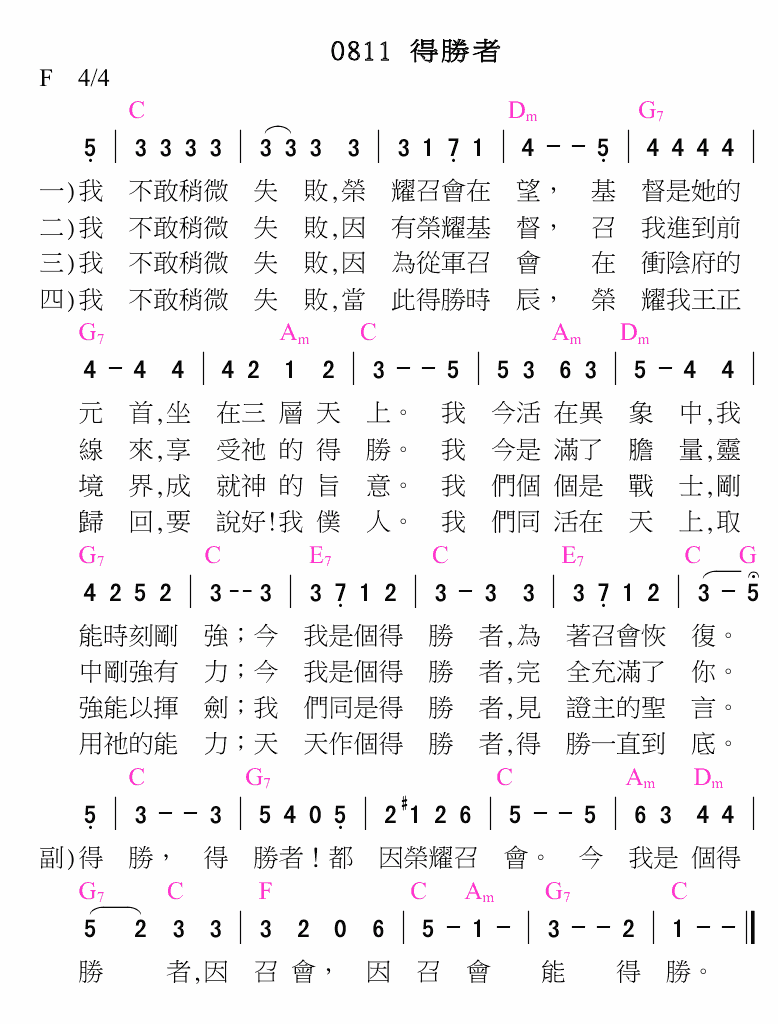 0811 得勝者
F 4/4
C Dm G7
5̣ | 3 3 3 3 | 3 3 3 3 | 3 1 7̣ 1 | 4 - - 5̣ | 4 4 4 4 |
一)我 不敢稍微 失 敗,榮 耀召會在 望， 基 督是她的
二)我 不敢稍微 失 敗,因 有榮耀基 督， 召 我進到前
三)我 不敢稍微 失 敗,因 為從軍召 會 在 衝陰府的
四)我 不敢稍微 失 敗,當 此得勝時 辰， 榮 耀我王正
G7 Am C Am Dm
4 - 4 4 | 4 2 1 2 | 3 - - 5 | 5 3 6 3 | 5 - 4 4 |
元 首,坐 在三 層 天 上。 我 今活 在異 象 中,我
線 來,享 受祂 的 得 勝。 我 今是 滿了 膽 量,靈
境 界,成 就神 的 旨 意。 我 們個 個是 戰 士,剛
歸 回,要 說好!我 僕 人。 我 們同 活在 天 上,取
G7 C E7 C E7 C G
4 2 5 2 | 3 - - 3 | 3 7̣ 1 2 | 3 - 3 3 | 3 7̣ 1 2 | 3 - 5̣
能時刻剛 強；今 我是個得 勝 者,為 著召會恢 復。
中剛強有 力；今 我是個得 勝 者,完 全充滿了 你。
強能以揮 劍；我 們同是得 勝 者,見 證主的聖 言。
用祂的能 力；天 天作個得 勝 者,得 勝一直到 底。
C G7 C Am Dm
5̣ | 3 - - 3 | 5 4 0 5̣ | 2 #1 2 6 | 5 - - 5 | 6 3 4 4 |
副)得 勝， 得 勝者！都 因榮耀召 會。 今 我是 個得
G7 C F C Am G7 C
5 2 3 3 | 3 2 0 6 | 5 - 1 - | 3 - - 2 | 1 - - ||
勝 者,因 召 會， 因 召 會 能 得 勝。